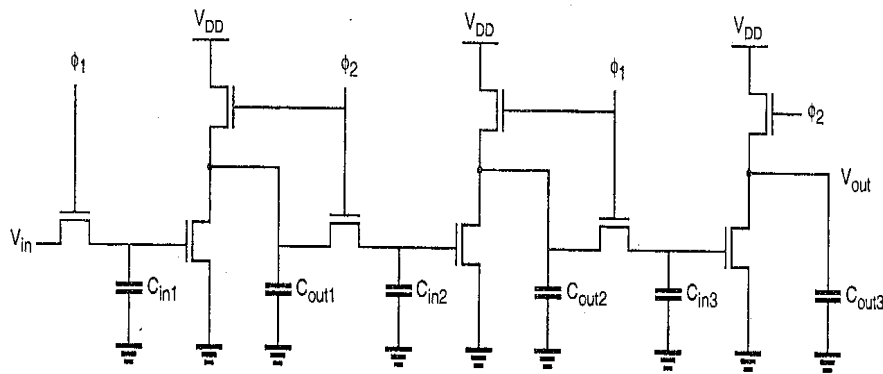 V_DD
V_DD
V_DD
ϕ1
ϕ2
ϕ1
ϕ2
V_out
V_in
C_in1
C_out1
C_in2
C_out2
C_in3
C_out3